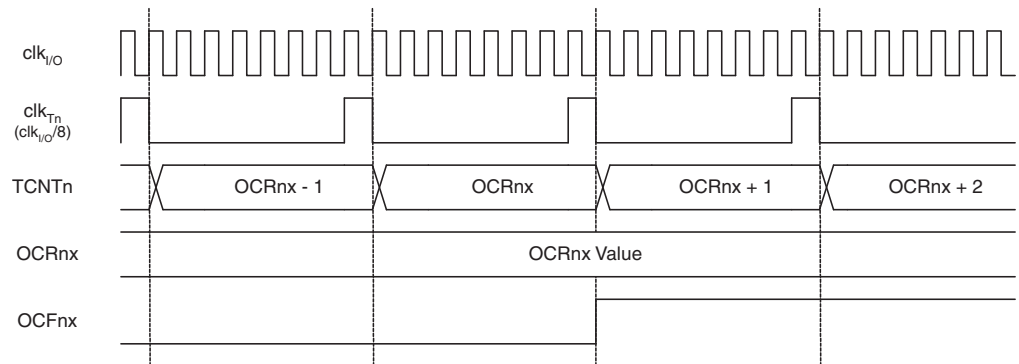 clkI/O
clkTn
(clkI/O/8)
TCNTn
OCRnx - 1
OCRnx
OCRnx + 1
OCRnx + 2
OCRnx
OCRnx Value
OCFnx